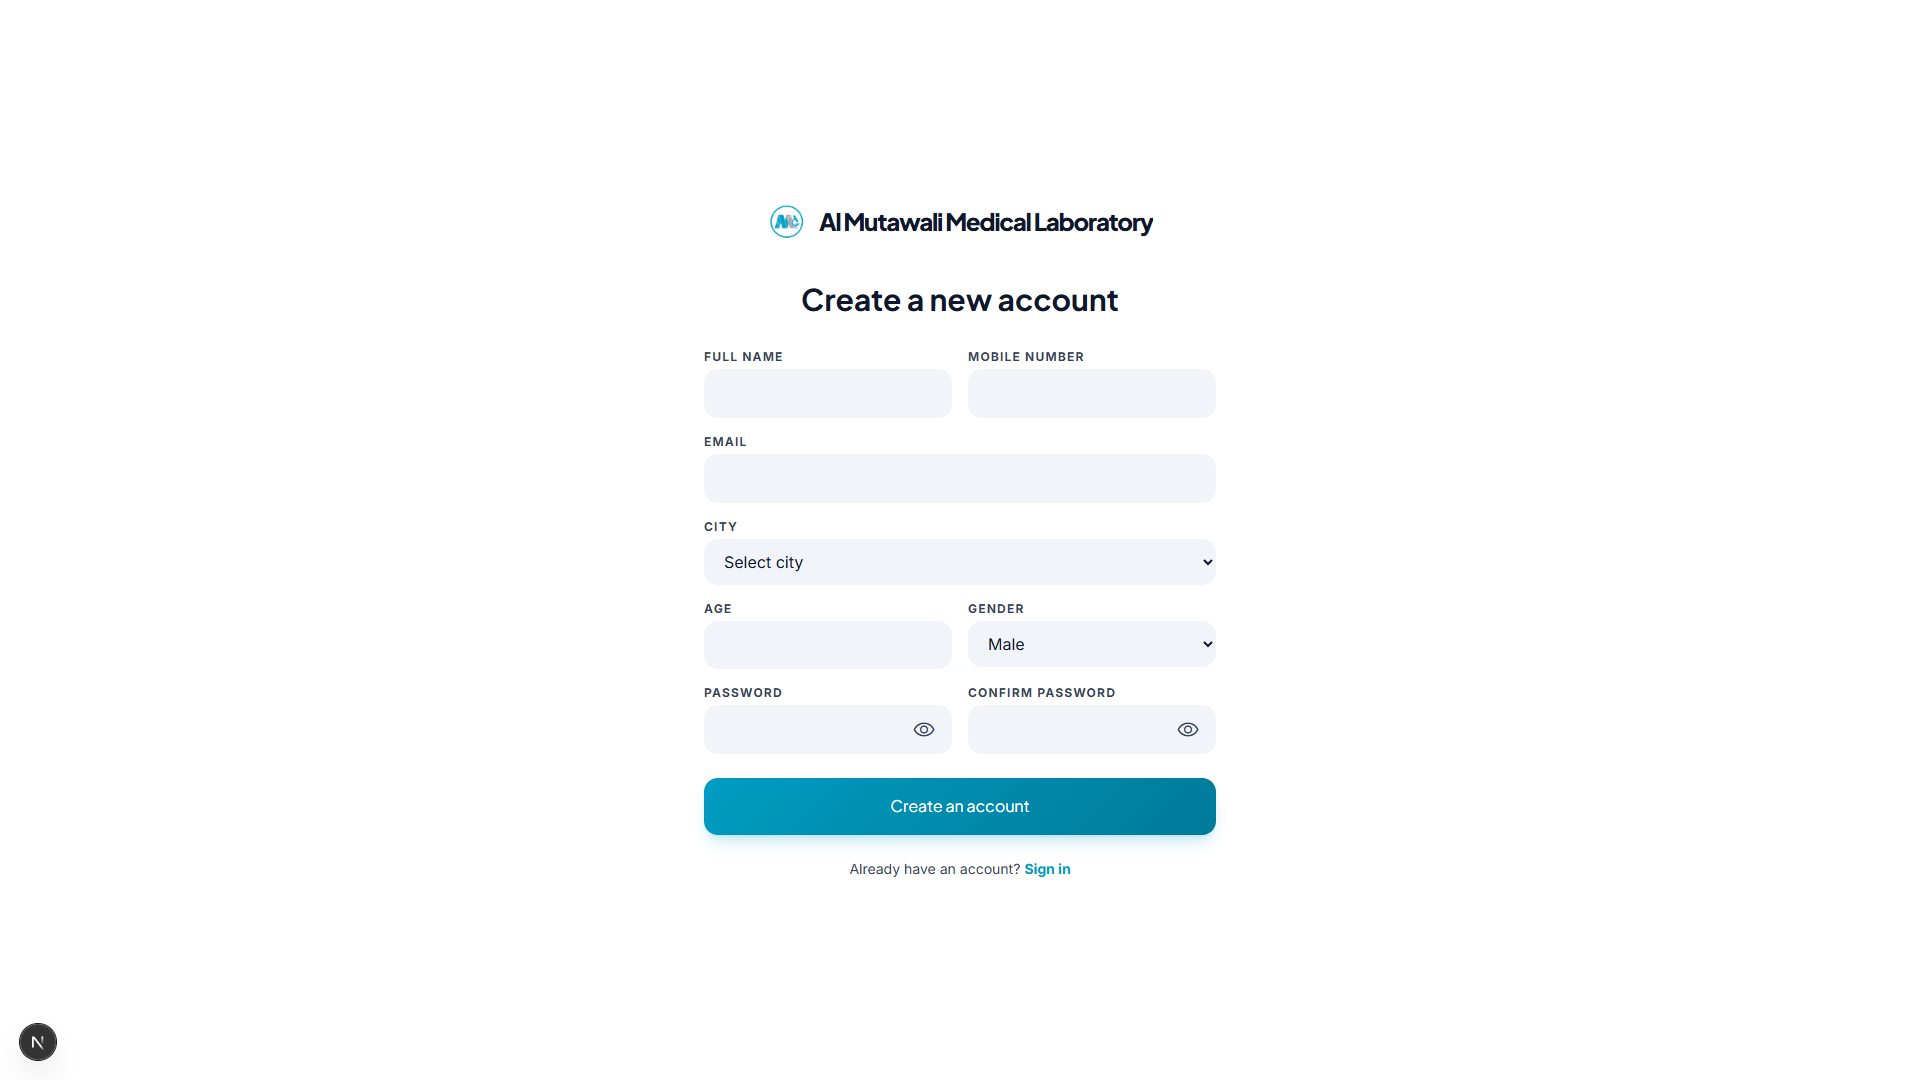 Al Mutawali Medical Laboratory
Create a new account
FULL NAME
MOBILE NUMBER
EMAIL
CITY
Select city
AGE
GENDER
Male
PASSWORD
CONFIRM PASSWORD
Create an account
Already have an account? Sign in
N